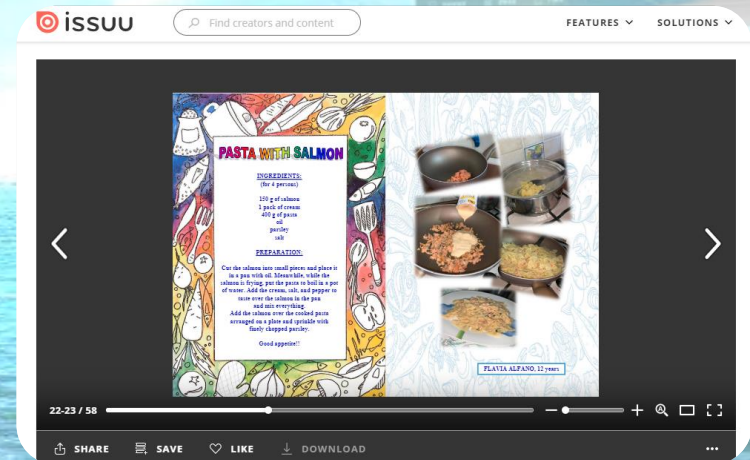 issuu
Find creators and content
FEATURES
SOLUTIONS
PASTA WITH SALMON
INGREDIENTS:
(for 4 persons)
150 g of salmon
1 pack of cream
400 g of pasta
oil
parsley
salt
PREPARATION:
Cut the salmon into small pieces and place it
in a pan with oil. Meanwhile, while the
salmon is frying, put the pasta to boil in a pot
of water. Add the cream, salt, and pepper to
taste over the salmon in the pan
and mix everything.
Add the salmon over the cooked pasta
arranged on a plate and sprinkle with
finely chopped parsley.
Good appetite!!
FLAVIA ALFANO, 12 years
22-23 / 58
SHARE
SAVE
LIKE
DOWNLOAD